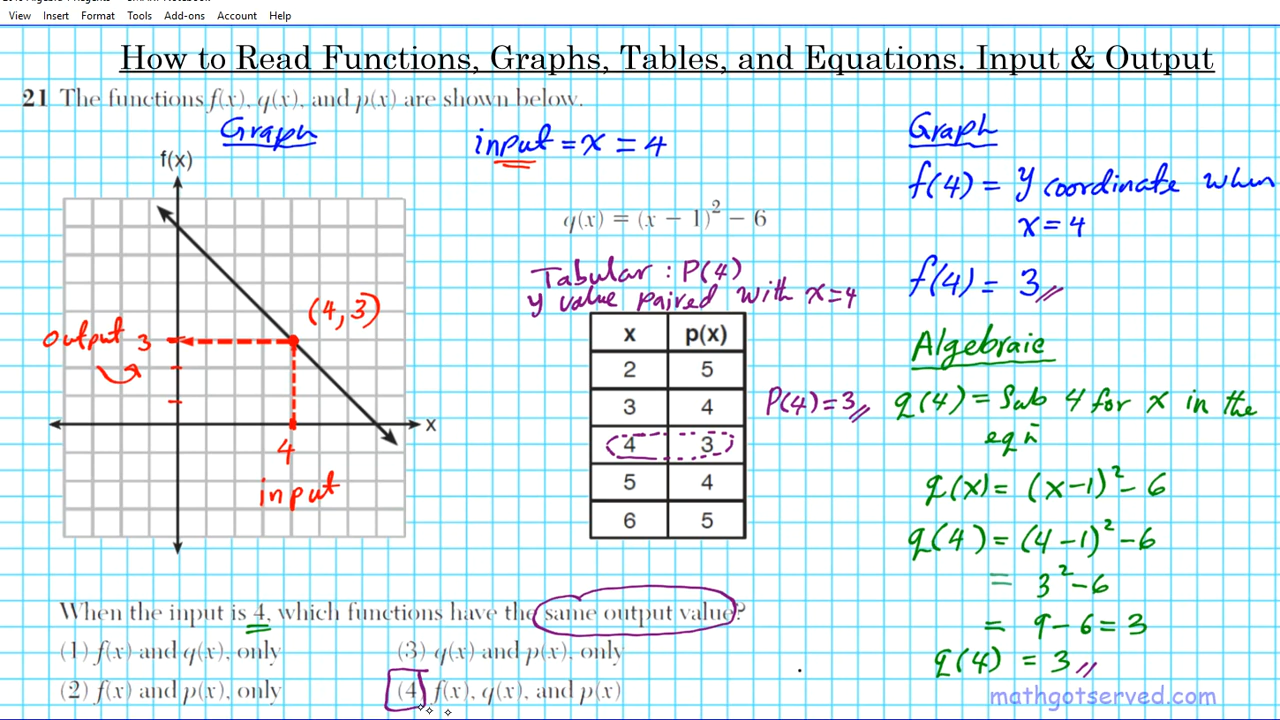 View Insert Format Tools Add-ons Account Help
How to Read Functions, Graphs, Tables, and Equations. Input & Output
21 The functions f(x), q(x), and p(x) are shown below.
Graph
f(x)
x
(4, 3)
Output 3
4
input
input = x = 4
q(x) = (x − 1)² − 6
Tabular : P(4)
y value paired with x=4
x p(x)
2 5
3 4
4 3
5 4
6 5
P(4)=3
Graph
f(4) = y coordinate when
x=4
f(4) = 3
Algebraic
q(4) = Sub 4 for x in the
eqn
q(x) = (x−1)² − 6
q(4) = (4−1)² − 6
= 3² − 6
= 9 − 6 = 3
q(4) = 3
When the input is 4, which functions have the same output value?
(1) f(x) and q(x), only
(2) f(x) and p(x), only
(3) q(x) and p(x), only
(4) f(x), q(x), and p(x)
mathgotserved.com